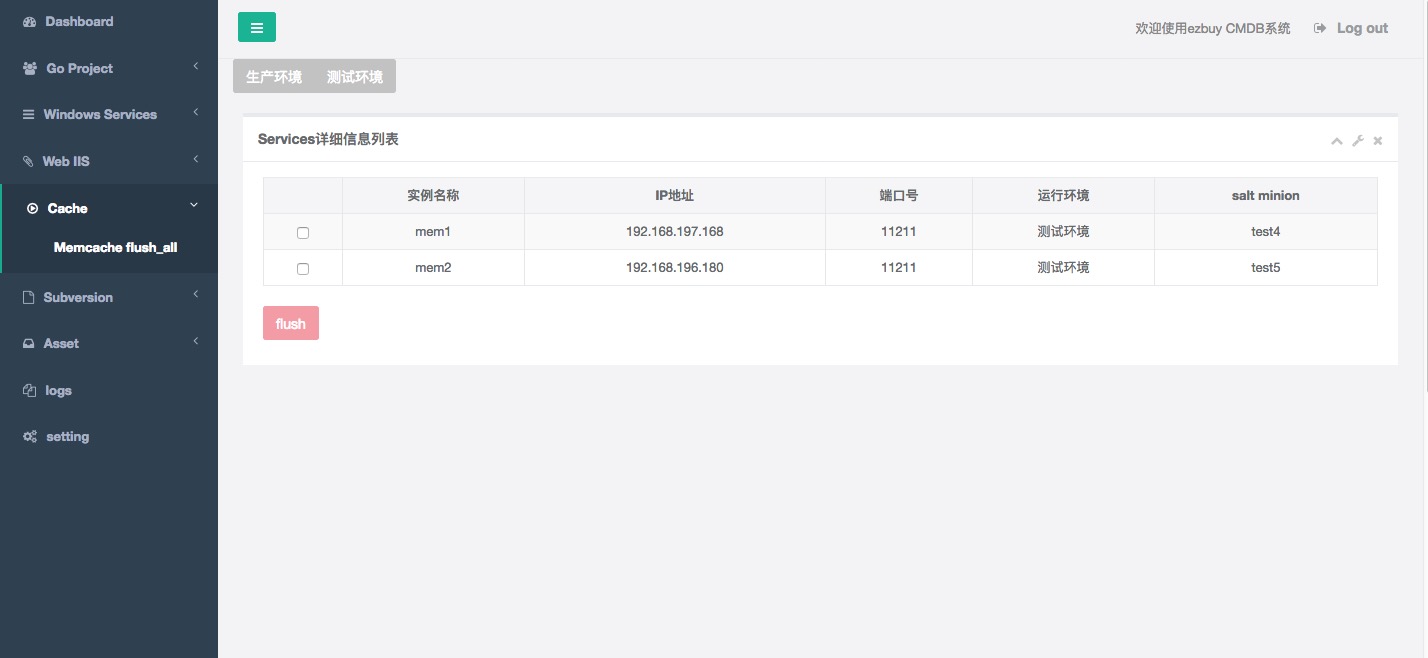 Dashboard
Go Project
Windows Services
Web IIS
Cache
Memcache flush_all
Subversion
Asset
logs
setting
欢迎使用ezbuy CMDB系统 Log out
生产环境 测试环境
Services详细信息列表
实例名称 IP地址 端口号 运行环境 salt minion
mem1 192.168.197.168 11211 测试环境 test4
mem2 192.168.196.180 11211 测试环境 test5
flush